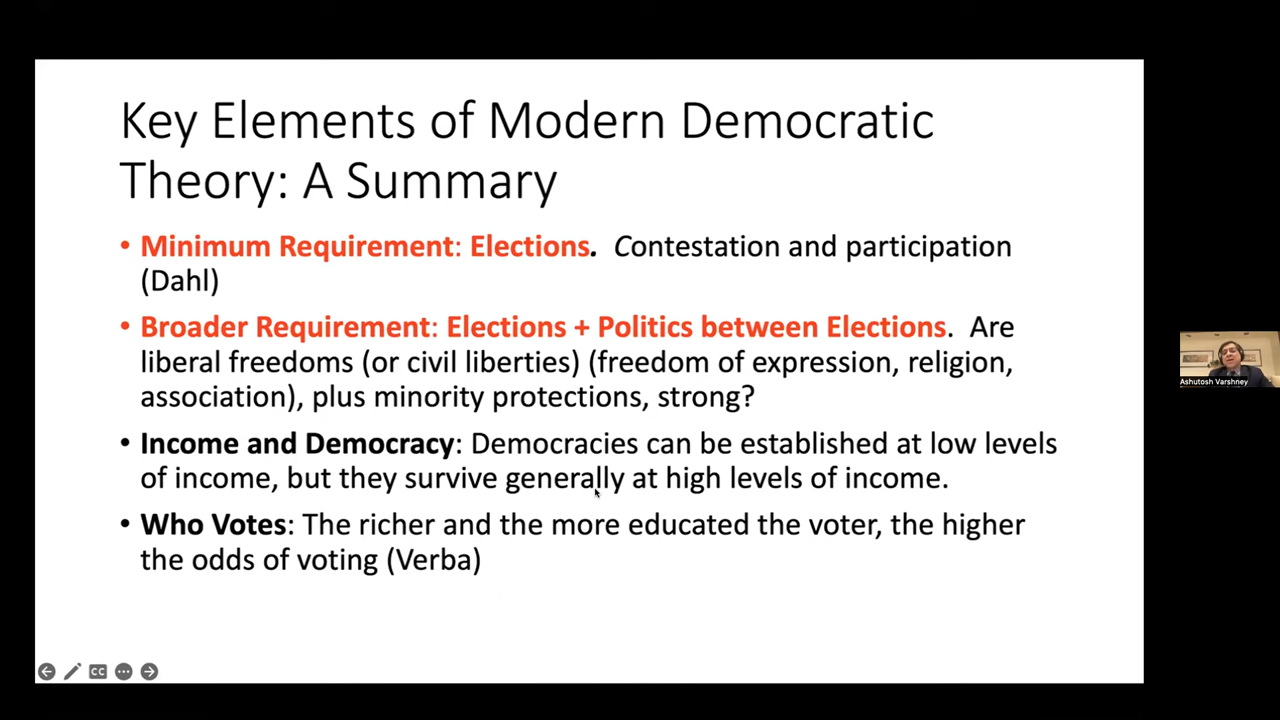 Key Elements of Modern Democratic
Theory: A Summary
• Minimum Requirement: Elections. Contestation and participation
(Dahl)
• Broader Requirement: Elections + Politics between Elections. Are
liberal freedoms (or civil liberties) (freedom of expression, religion,
association), plus minority protections, strong?
• Income and Democracy: Democracies can be established at low levels
of income, but they survive generally at high levels of income.
• Who Votes: The richer and the more educated the voter, the higher
the odds of voting (Verba)
Ashutosh Varshney
CC